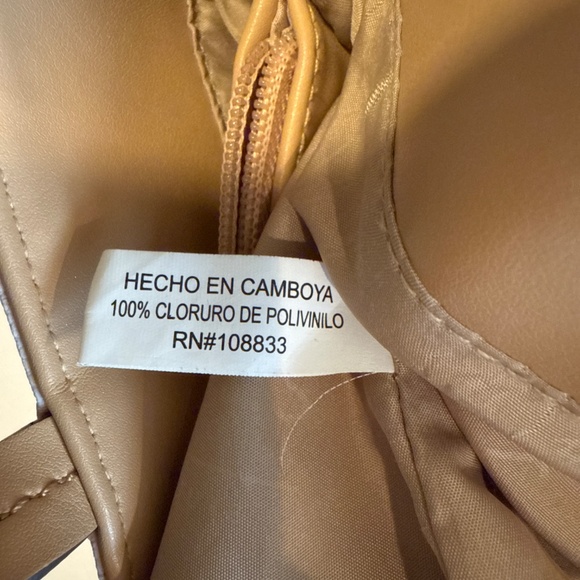 HECHO EN CAMBOYA
100% CLORURO DE POLIVINILO
RN#108833